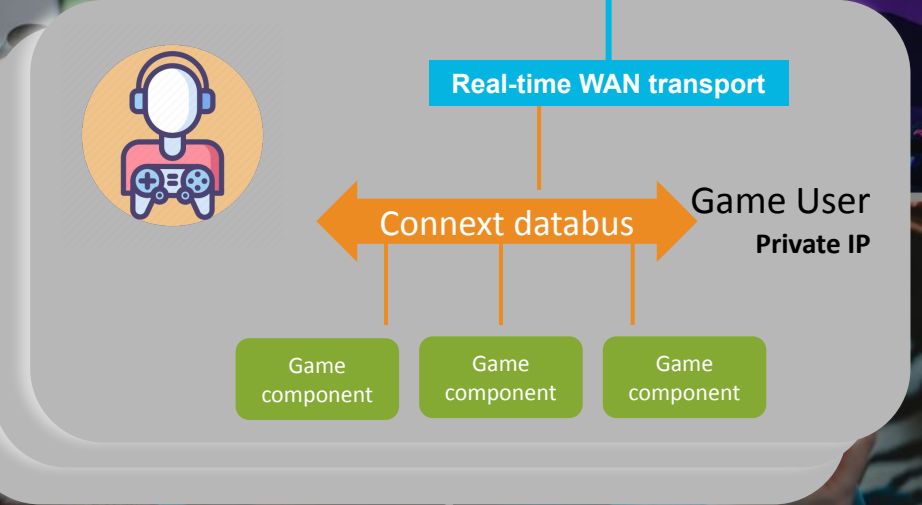 Real-time WAN transport
Connext databus
Game User
Private IP
Game
component
Game
component
Game
component